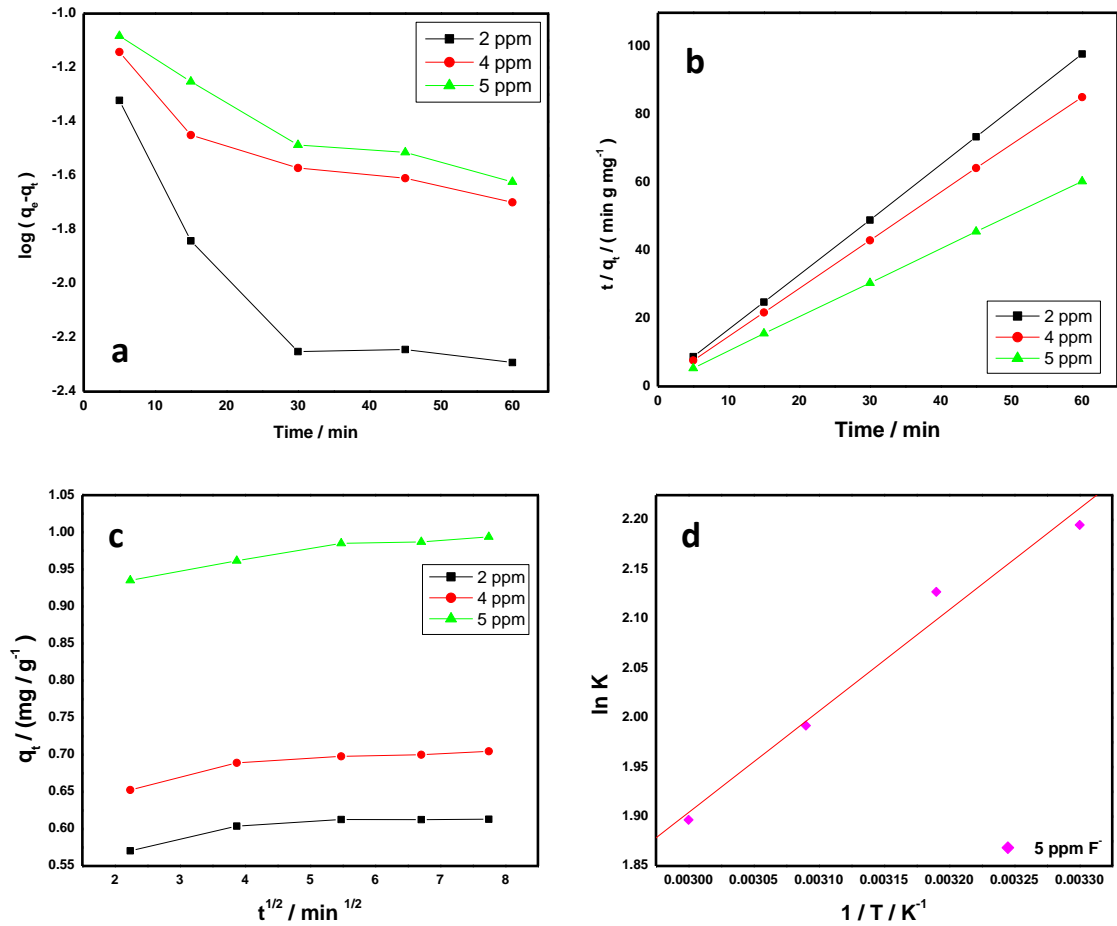 a
log ( qe-qt )
-1.0
-1.2
-1.4
-1.6
-1.8
-2.0
-2.2
-2.4
0 10 20 30 40 50 60
Time / min
2 ppm
4 ppm
5 ppm
b
t / qt / ( min g mg-1 )
100
80
60
40
20
0
0 10 20 30 40 50 60
Time / min
2 ppm
4 ppm
5 ppm
c
qt / (mg / g-1 )
1.05
1.00
0.95
0.90
0.85
0.80
0.75
0.70
0.65
0.60
0.55
2 3 4 5 6 7 8
t1/2 / min 1/2
2 ppm
4 ppm
5 ppm
d
ln K
2.20
2.15
2.10
2.05
2.00
1.95
1.90
1.85
0.00300 0.00305 0.00310 0.00315 0.00320 0.00325 0.00330
1 / T / K-1
5 ppm F-